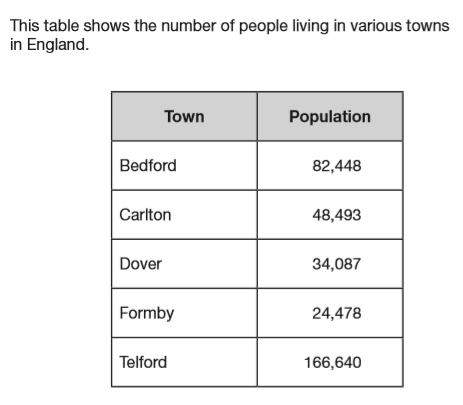 This table shows the number of people living in various towns
in England.
Town Population
Bedford 82,448
Carlton 48,493
Dover 34,087
Formby 24,478
Telford 166,640